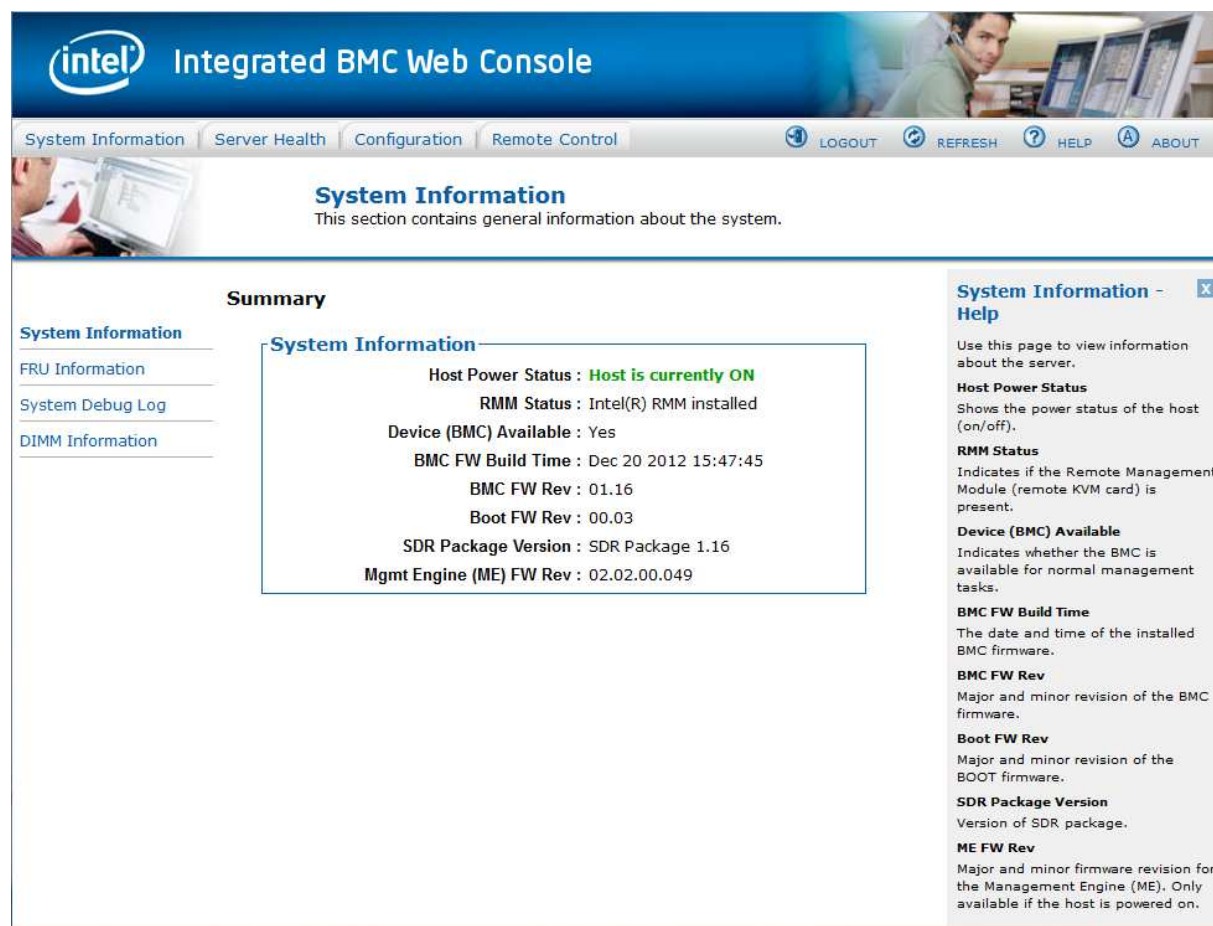 intel Integrated BMC Web Console
System Information Server Health Configuration Remote Control LOGOUT REFRESH HELP ABOUT
System Information
This section contains general information about the system.
System Information
FRU Information
System Debug Log
DIMM Information
Summary
System Information
Host Power Status : Host is currently ON
RMM Status : Intel(R) RMM installed
Device (BMC) Available : Yes
BMC FW Build Time : Dec 20 2012 15:47:45
BMC FW Rev : 01.16
Boot FW Rev : 00.03
SDR Package Version : SDR Package 1.16
Mgmt Engine (ME) FW Rev : 02.02.00.049
System Information - X
Help
Use this page to view information
about the server.
Host Power Status
Shows the power status of the host
(on/off).
RMM Status
Indicates if the Remote Management
Module (remote KVM card) is
present.
Device (BMC) Available
Indicates whether the BMC is
available for normal management
tasks.
BMC FW Build Time
The date and time of the installed
BMC firmware.
BMC FW Rev
Major and minor revision of the BMC
firmware.
Boot FW Rev
Major and minor revision of the
BOOT firmware.
SDR Package Version
Version of SDR package.
ME FW Rev
Major and minor firmware revision for
the Management Engine (ME). Only
available if the host is powered on.